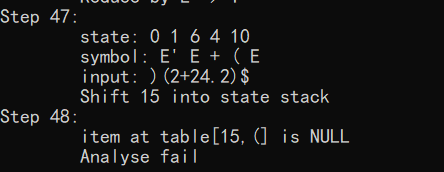 Step 47:
state: 0 1 6 4 10
symbol: E' E + ( E
input: )(2+24.2)$
Shift 15 into state stack
Step 48:
item at table[15,(] is NULL
Analyse fail